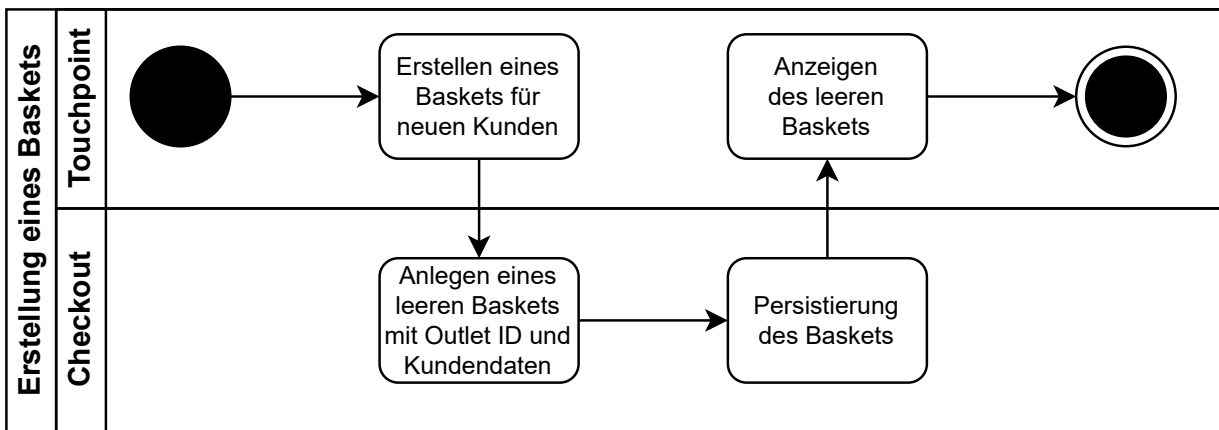 Erstellung eines Baskets
Touchpoint
Erstellen eines
Baskets für
neuen Kunden
Anzeigen
des leeren
Baskets
Checkout
Anlegen eines
leeren Baskets
mit Outlet ID und
Kundendaten
Persistierung
des Baskets